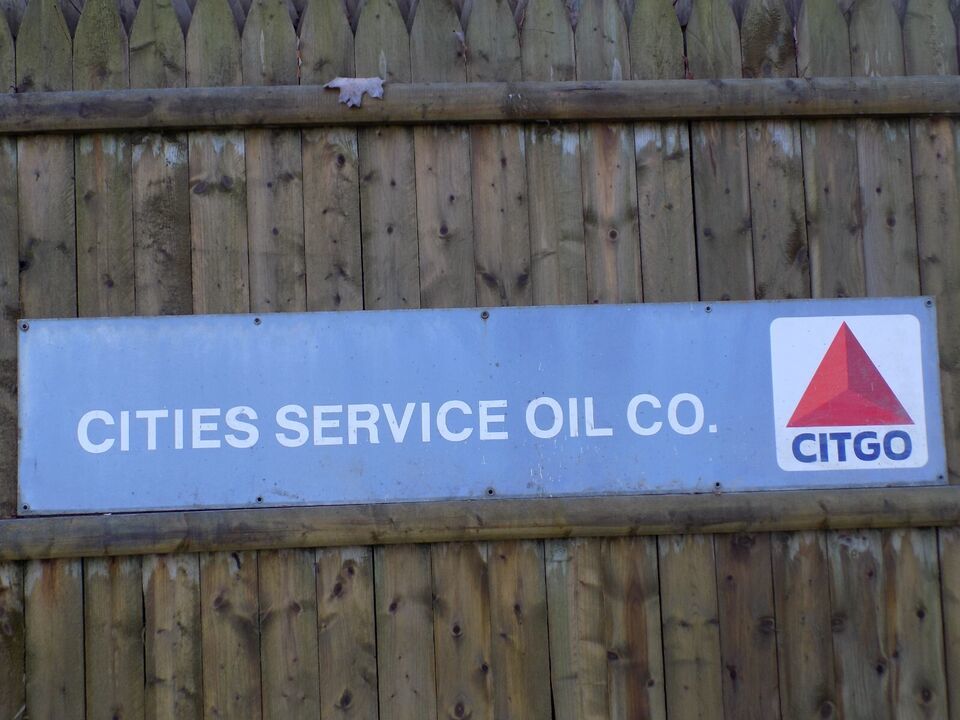 CITIES SERVICE OIL CO.
CITGO